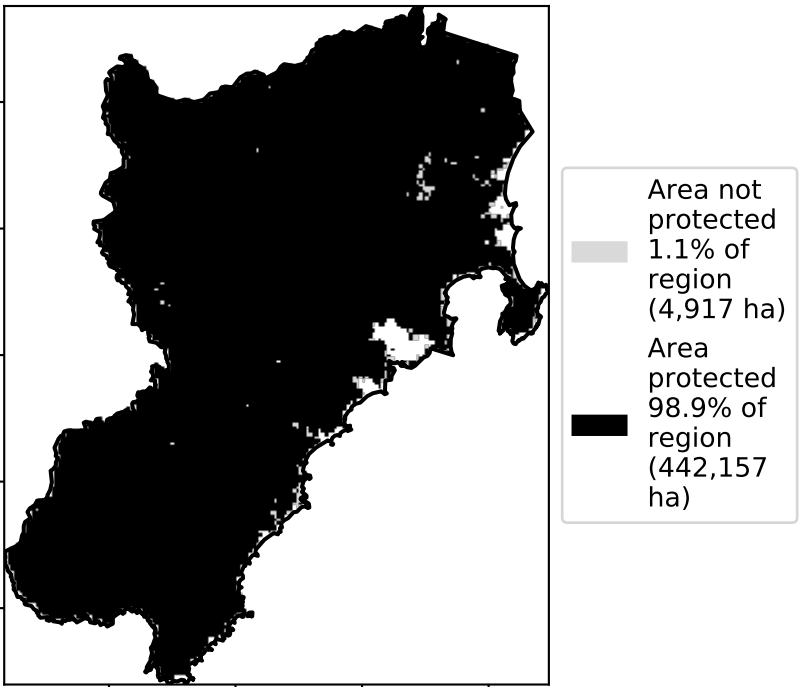 Area not
protected
1.1% of
region
(4,917 ha)
Area
protected
98.9% of
region
(442,157
ha)